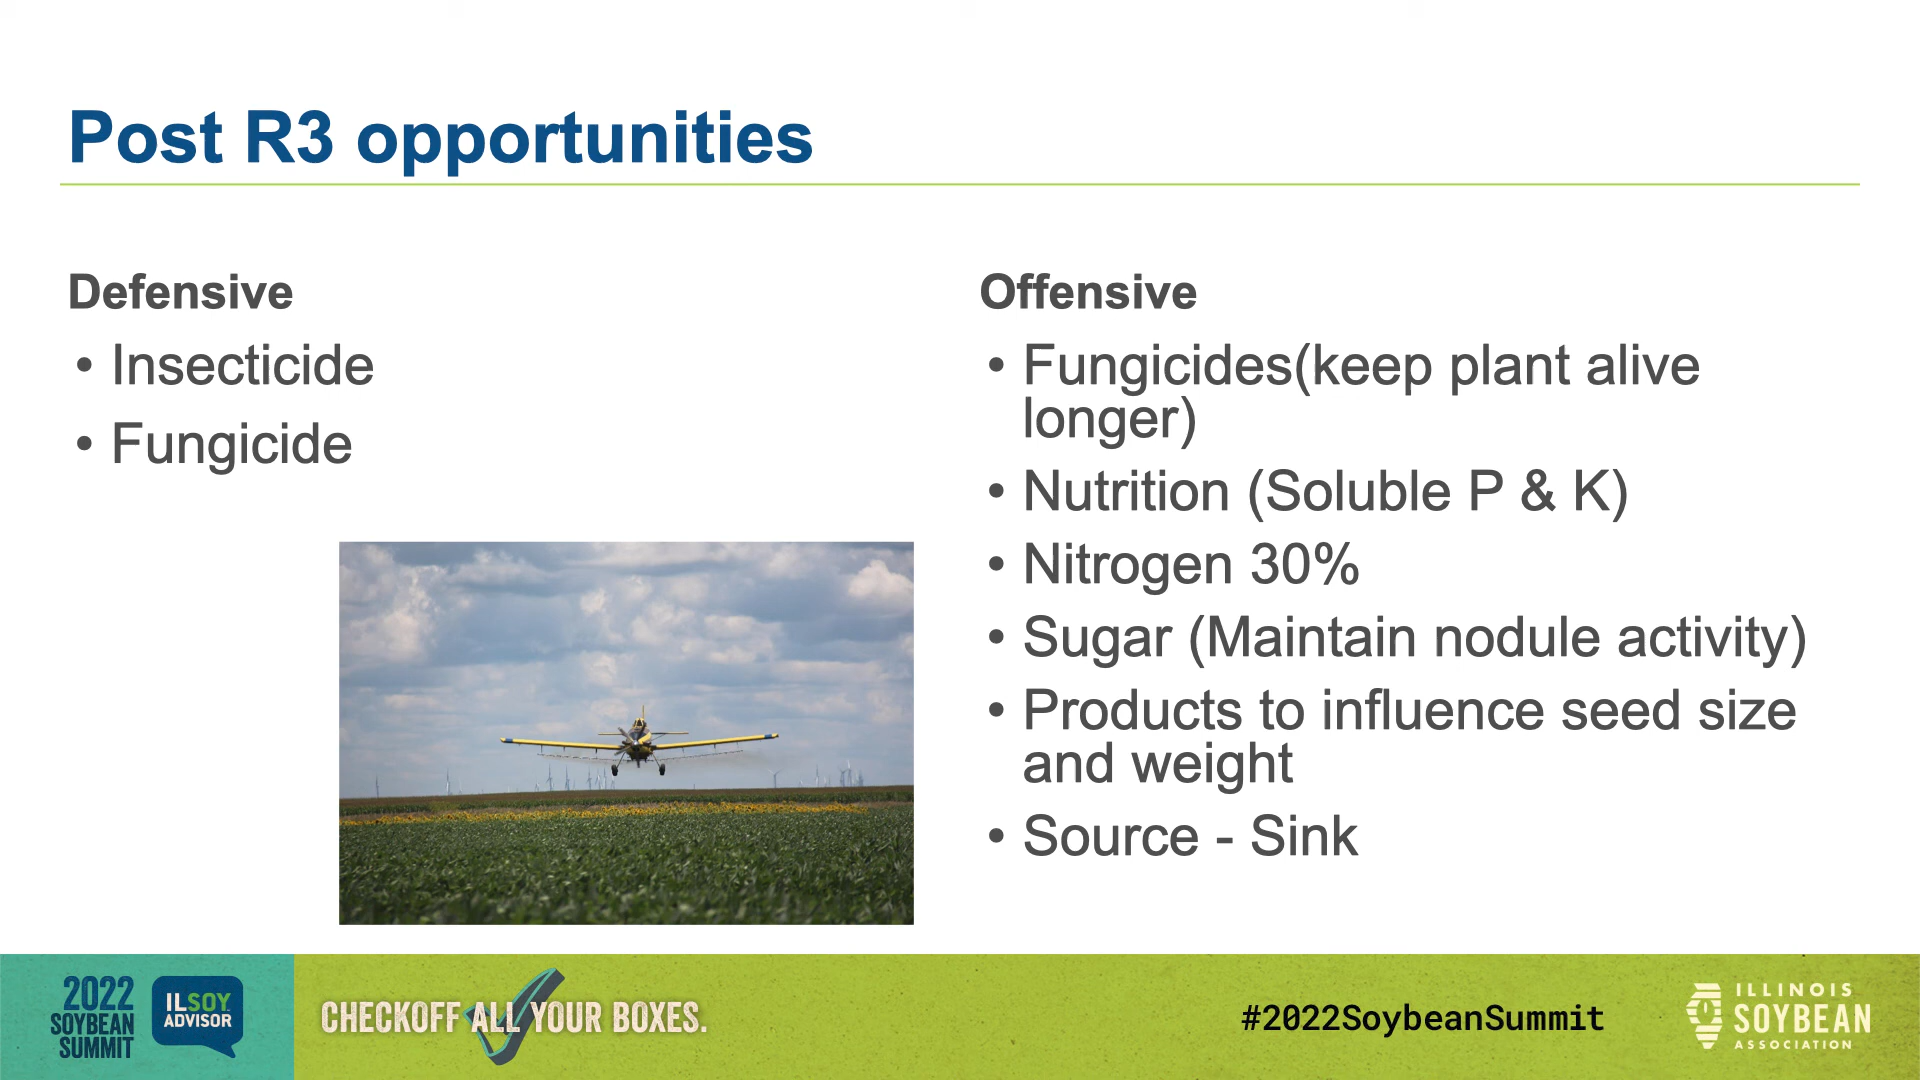 Post R3 opportunities
Defensive
• Insecticide
• Fungicide
Offensive
• Fungicides(keep plant alive
longer)
• Nutrition (Soluble P & K)
• Nitrogen 30%
• Sugar (Maintain nodule activity)
• Products to influence seed size
and weight
• Source - Sink
2022
SOYBEAN
SUMMIT
ILSOY
ADVISOR
CHECKOFF ALL YOUR BOXES.
#2022SoybeanSummit
ILLINOIS
SOYBEAN
ASSOCIATION